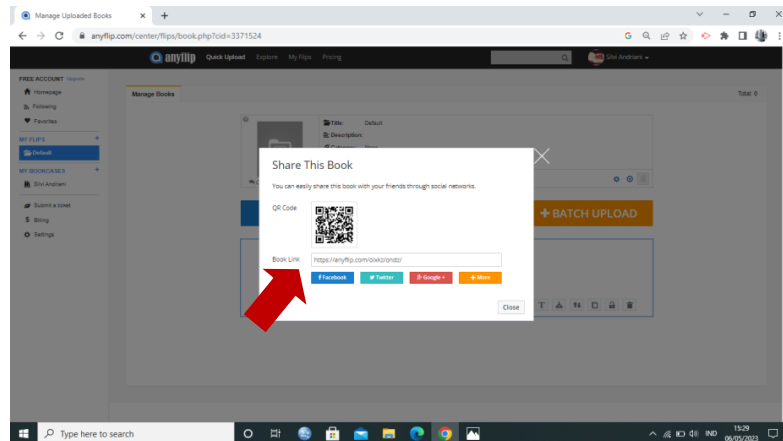 Manage Uploaded Books
anyflip.com/center/flips/book.php?cid=3371524
anyflip Quick Upload Explore My Flips Pricing Silvi Andriani
FREE ACCOUNT Upgrade
Homepage
Following
Favorites
MY FLIPS +
Default
MY BOOKCASES +
Silvi Andriani
Submit a ticket
$ Billing
Settings
Manage Books Total 0
Title: Default
Description:
Share This Book
You can easily share this book with your friends through social networks.
QR Code
Book Link https://anyflip.com/oixkz/ondz/
Facebook Twitter Google + More
Close
+ BATCH UPLOAD
Type here to search
IND
15:29
06/05/2023